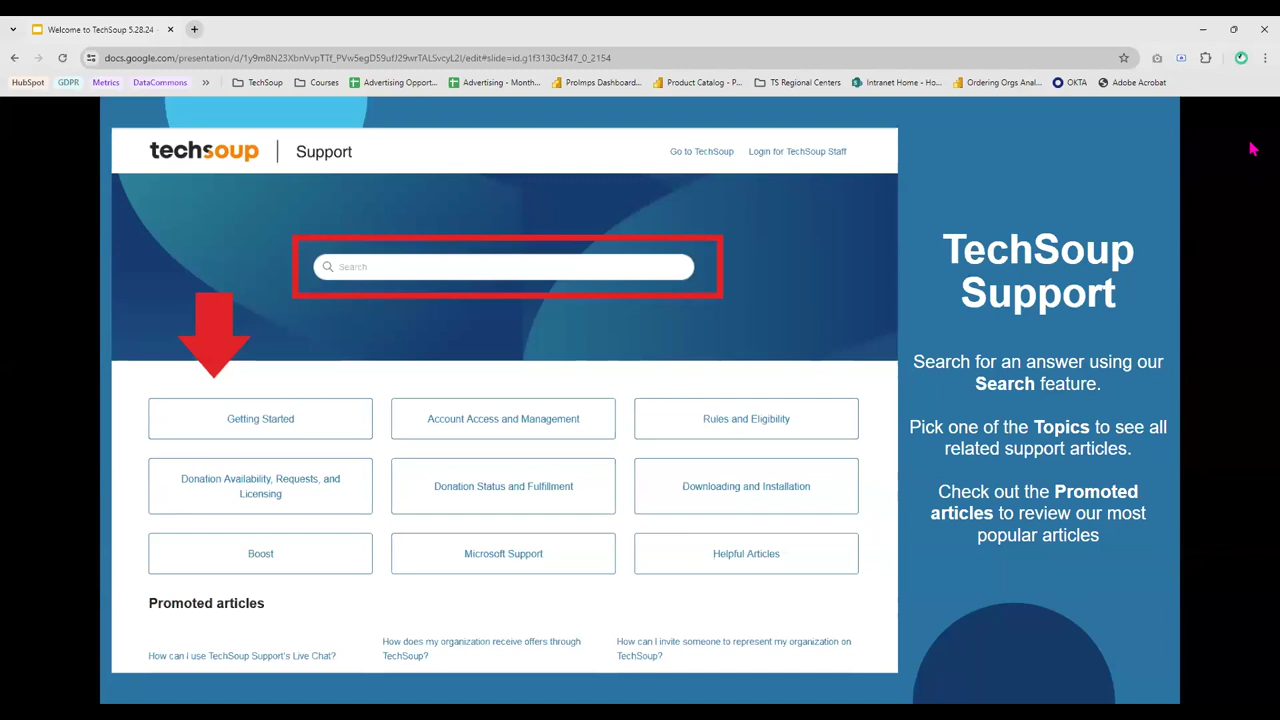 Welcome to TechSoup 5.28.24 -
docs.google.com/presentation/d/1y9m8N23XbnVvpTTf_PVw5egD59ufJ29wrTALSvcyL2I/edit#slide=id.g1f3130c3f47_0_2154
HubSpot GDPR Metrics DataCommons » TechSoup Courses Advertising Opport... Advertising - Month... ProImps Dashboard... Product Catalog - P... TS Regional Centers Intranet Home - Ho... Ordering Orgs Anal... OKTA Adobe Acrobat
techsoup | Support
Go to TechSoup Login for TechSoup Staff
Search
Getting Started
Account Access and Management
Rules and Eligibility
Donation Availability, Requests, and
Licensing
Donation Status and Fulfillment
Downloading and Installation
Boost
Microsoft Support
Helpful Articles
Promoted articles
How can i use TechSoup Support's Live Chat?
How does my organization receive offers through
TechSoup?
How can I invite someone to represent my organization on
TechSoup?
TechSoup
Support
Search for an answer using our
Search feature.
Pick one of the Topics to see all
related support articles.
Check out the Promoted
articles to review our most
popular articles